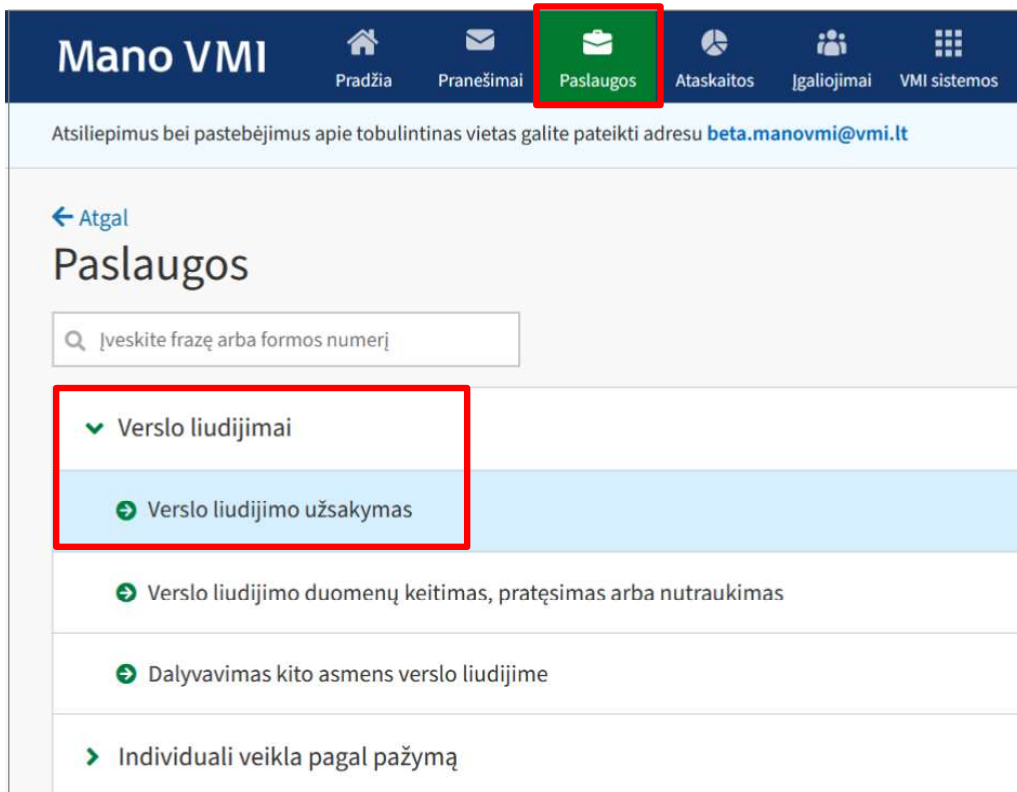 Mano VMI
Pradžia
Pranešimai
Paslaugos
Ataskaitos
Įgaliojimai
VMI sistemos
Atsiliepimus bei pastebėjimus apie tobulintinas vietas galite pateikti adresu beta.manovmi@vmi.lt
Atgal
Paslaugos
Įveskite frazę arba formos numerį
Verslo liudijimai
Verslo liudijimo užsakymas
Verslo liudijimo duomenų keitimas, pratęsimas arba nutraukimas
Dalyvavimas kito asmens verslo liudijime
Individuali veikla pagal pažymą